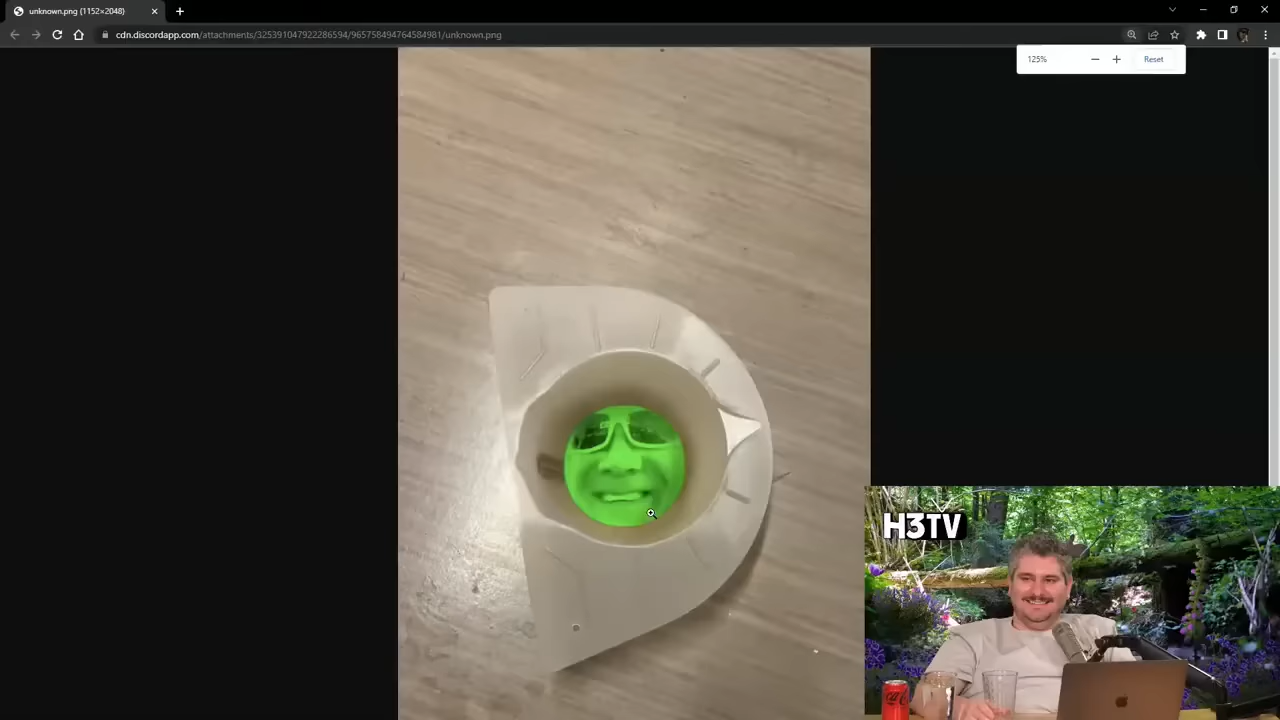 unknown.png (1152×2048)
cdn.discordapp.com/attachments/325391047922286594/965758494764584981/unknown.png
125%
Reset
H3TV